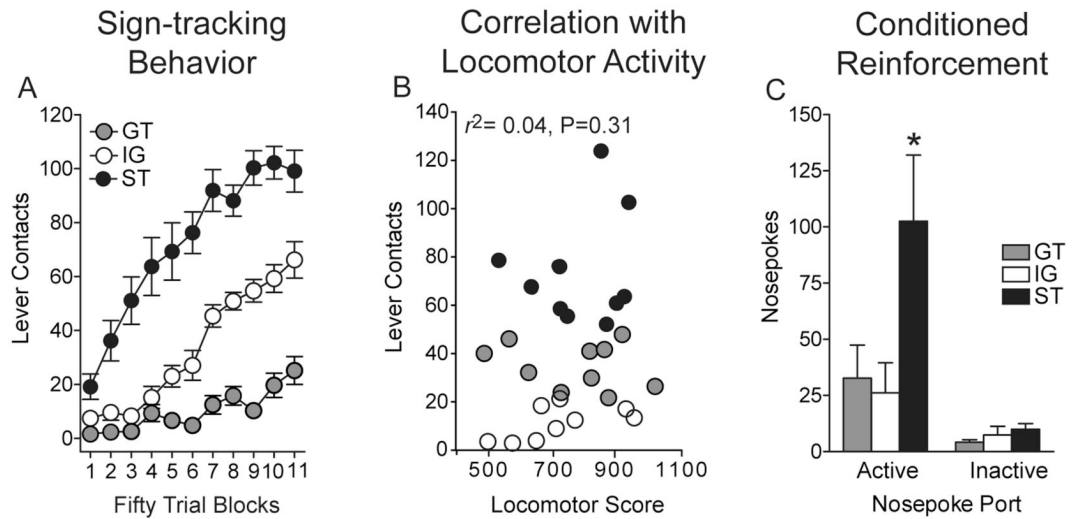 Sign-tracking
Behavior
A
120
100
80
60
40
20
0
Lever Contacts
GT
IG
ST
1 2 3 4 5 6 7 8 9 10 11
Fifty Trial Blocks
Correlation with
Locomotor Activity
B
r²= 0.04, P=0.31
140
120
100
80
60
40
20
0
Lever Contacts
500 700 900 1100
Locomotor Score
Conditioned
Reinforcement
C
150
125
100
75
50
25
0
Nosepokes
*
GT
IG
ST
Active Inactive
Nosepoke Port